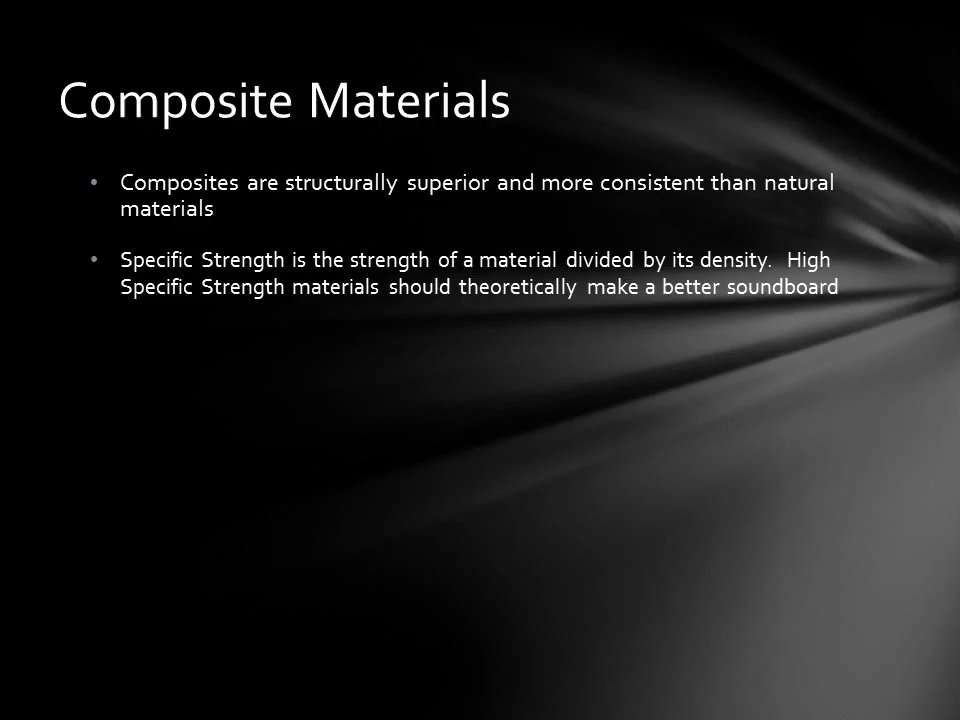 Composite Materials
• Composites are structurally superior and more consistent than natural
materials
• Specific Strength is the strength of a material divided by its density. High
Specific Strength materials should theoretically make a better soundboard